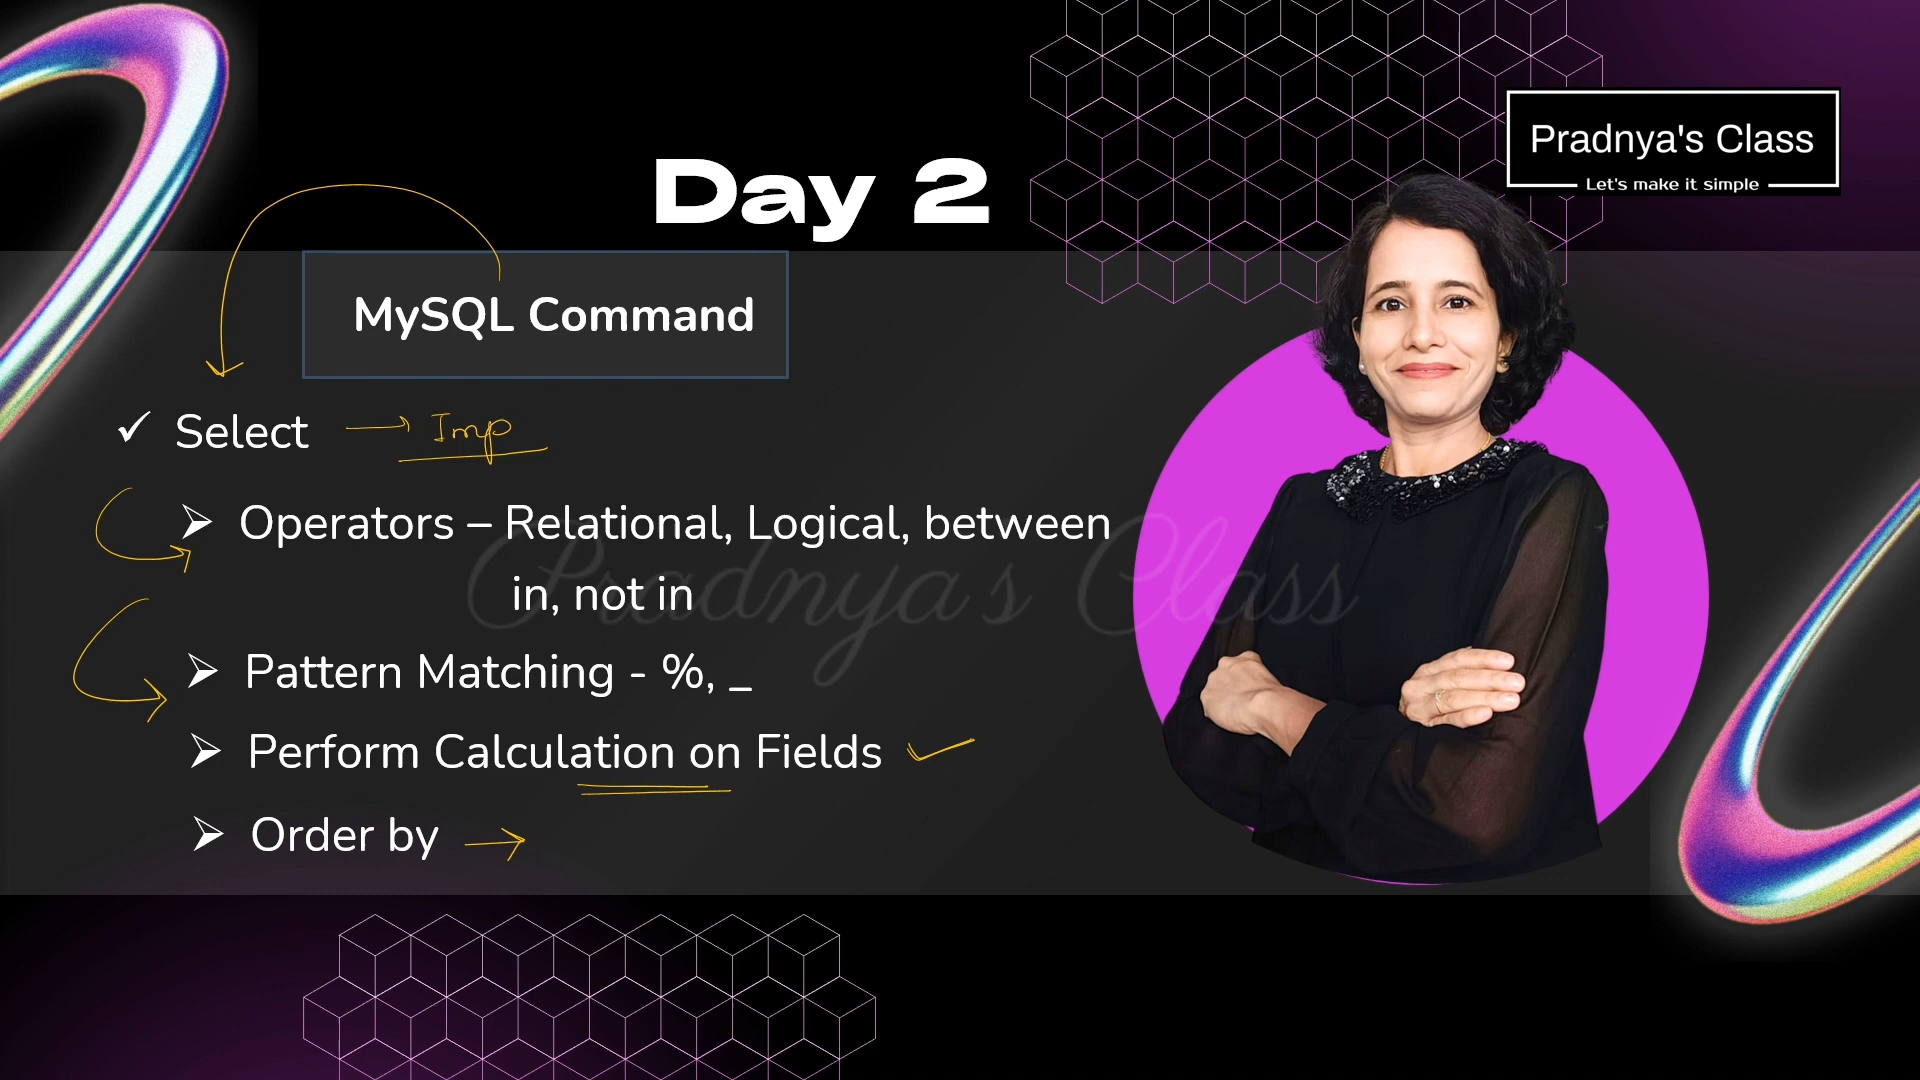 Pradnya's Class
Let's make it simple
Day 2
MySQL Command
✓ Select → Imp
➢ Operators – Relational, Logical, between
in, not in
Pradnya's Class
➢ Pattern Matching - %, _
➢ Perform Calculation on Fields ✓
➢ Order by →